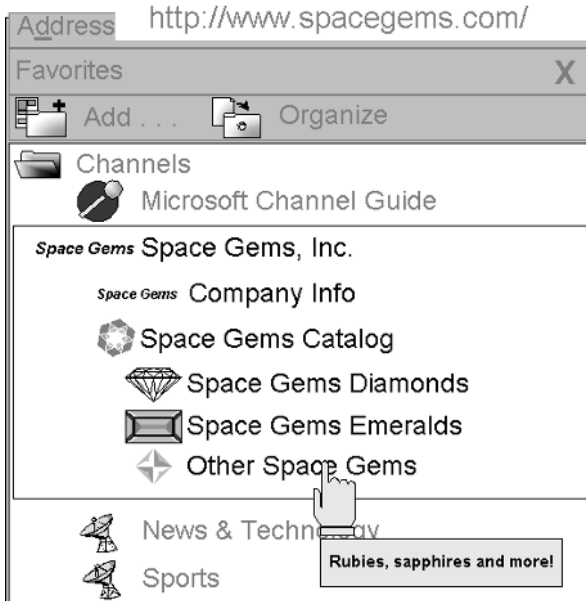 Address http://www.spacegems.com/
Favorites X
Add . . . Organize
Channels
Microsoft Channel Guide
Space Gems Space Gems, Inc.
Space Gems Company Info
Space Gems Catalog
Space Gems Diamonds
Space Gems Emeralds
Other Space Gems
News & Technology
Rubies, sapphires and more!
Sports